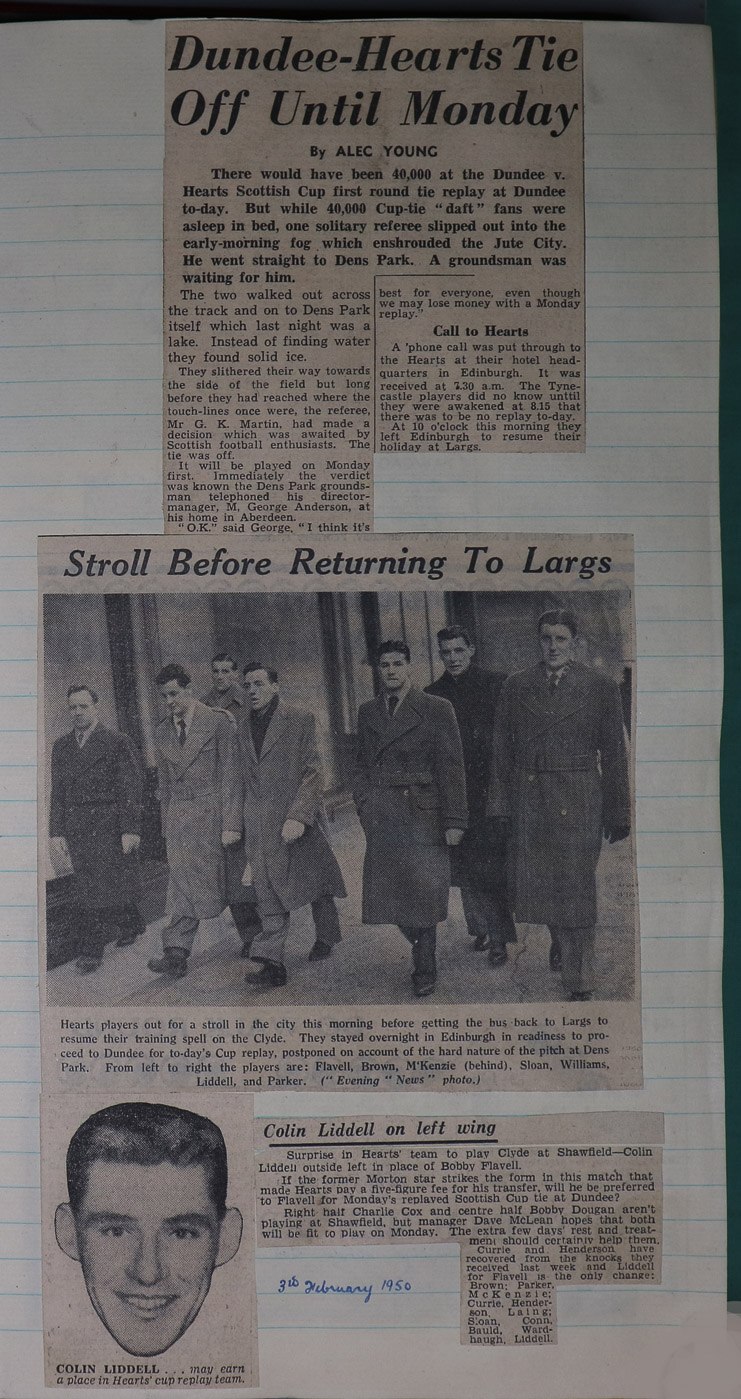 Dundee-Hearts Tie
Off Until Monday
By ALEC YOUNG
There would have been 40,000 at the Dundee v.
Hearts Scottish Cup first round tie replay at Dundee
to-day. But while 40,000 Cup-tie "daft" fans were
asleep in bed, one solitary referee slipped out into the
early-morning fog which enshrouded the Jute City.
He went straight to Dens Park. A groundsman was
waiting for him.
The two walked out across
the track and on to Dens Park
itself which last night was a
lake. Instead of finding water
they found solid ice.
They slithered their way towards
the side of the field but long
before they had reached where the
touch-lines once were, the referee,
Mr G. K. Martin, had made a
decision which was awaited by
Scottish football enthusiasts. The
tie was off.
It will be played on Monday
first. Immediately the verdict
was known the Dens Park grounds-
man telephoned his director-
manager, M. George Anderson, at
his home in Aberdeen.
"O.K." said George, "I think it's
best for everyone, even though
we may lose money with a Monday
replay."
Call to Hearts
A 'phone call was put through to
the Hearts at their hotel head-
quarters in Edinburgh. It was
received at 7.30 a.m. The Tyne-
castle players did no know unttil
they were awakened at 8.15 that
there was to be no replay to-day.
At 10 o'clock this morning they
left Edinburgh to resume their
holiday at Largs.
Stroll Before Returning To Largs
Hearts players out for a stroll in the city this morning before getting the bus back to Largs to
resume their training spell on the Clyde. They stayed overnight in Edinburgh in readiness to pro-
ceed to Dundee for to-day's Cup replay, postponed on account of the hard nature of the pitch at Dens
Park. From left to right the players are: Flavell, Brown, M'Kenzie (behind), Sloan, Williams,
Liddell, and Parker. ("Evening "News" photo.)
Colin Liddell on left wing
Surprise in Hearts' team to play Clyde at Shawfield—Colin
Liddell outside left in place of Bobby Flavell.
If the former Morton star strikes the form in this match that
made Hearts pay a five-figure fee for his transfer, will he be preferred
to Flavell for Monday's replayed Scottish Cup tie at Dundee?
Right half Charlie Cox and centre half Bobby Dougan aren't
playing at Shawfield, but manager Dave McLean hopes that both
will be fit to play on Monday. The extra few days' rest and treat-
ment should certainly help them.
Currie and Henderson have
recovered from the knocks they
received last week and Liddell
for Flavell is the only change:
Brown; Parker,
McKenzie;
Currie, Hender-
son, Laing;
Sloan, Conn,
Bauld, Ward-
haugh, Liddell.
3rd February 1950
COLIN LIDDELL . . . may earn
a place in Hearts' cup replay team.